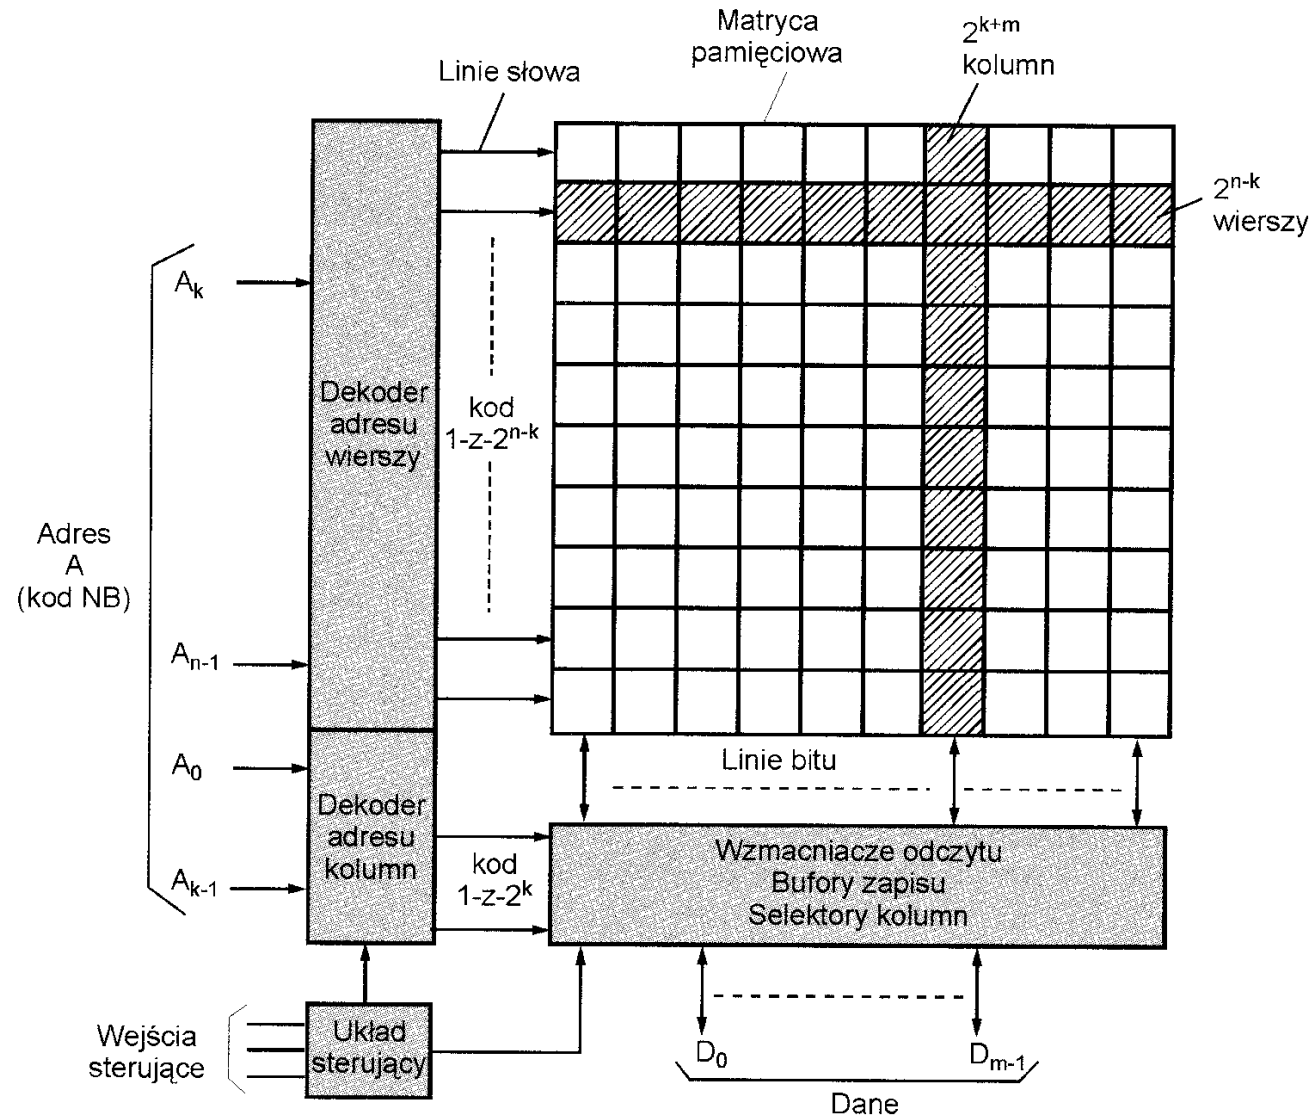 Matryca
pamięciowa
2^{k+m}
kolumn
Linie słowa
2^{n-k}
wierszy
A_k
Dekoder
adresu
wierszy
kod
1-z-2^{n-k}
Adres
A
(kod NB)
A_{n-1}
A_0
Linie bitu
Dekoder
adresu
kolumn
kod
1-z-2^k
A_{k-1}
Wzmacniacze odczytu
Bufory zapisu
Selektory kolumn
Wejścia
sterujące
Układ
sterujący
D_0
D_{m-1}
Dane